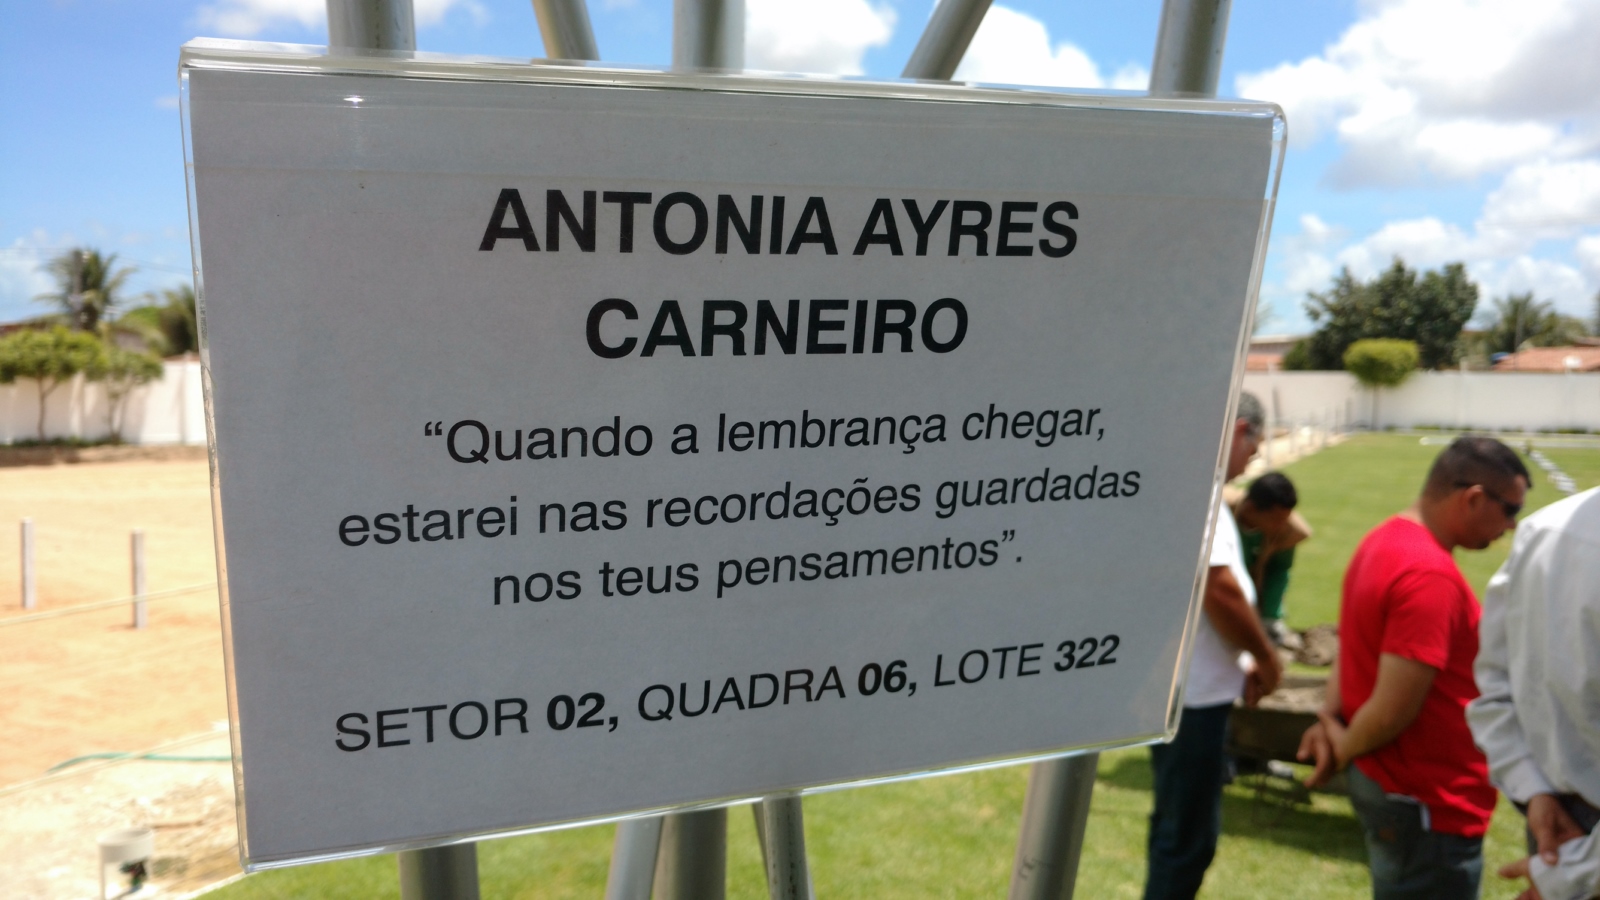 ANTONIA AYRES
CARNEIRO
“Quando a lembrança chegar,
estarei nas recordações guardadas
nos teus pensamentos”.
SETOR 02, QUADRA 06, LOTE 322